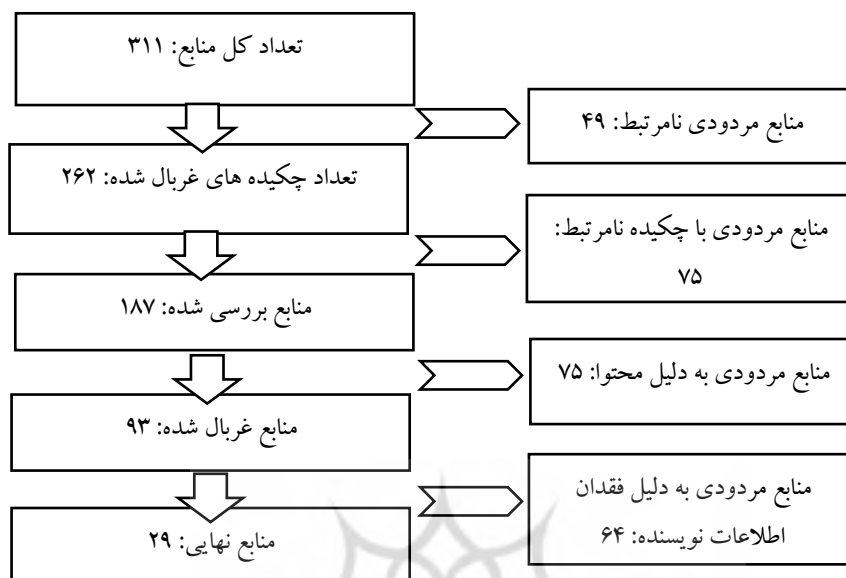 تعداد کل منابع: ۳۱۱
منابع مردودی نامرتبط: ۴۹
تعداد چکیده های غربال شده: ۲۶۲
منابع مردودی با چکیده نامرتبط:
۷۵
منابع بررسی شده: ۱۸۷
منابع مردودی به دلیل محتوا: ۷۵
منابع غربال شده: ۹۳
منابع مردودی به دلیل فقدان
اطلاعات نویسنده: ۶۴
منابع نهایی: ۲۹